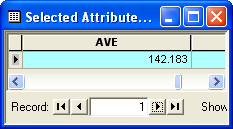 Selected Attribute...
AVE
142.183
Record: 1 Show